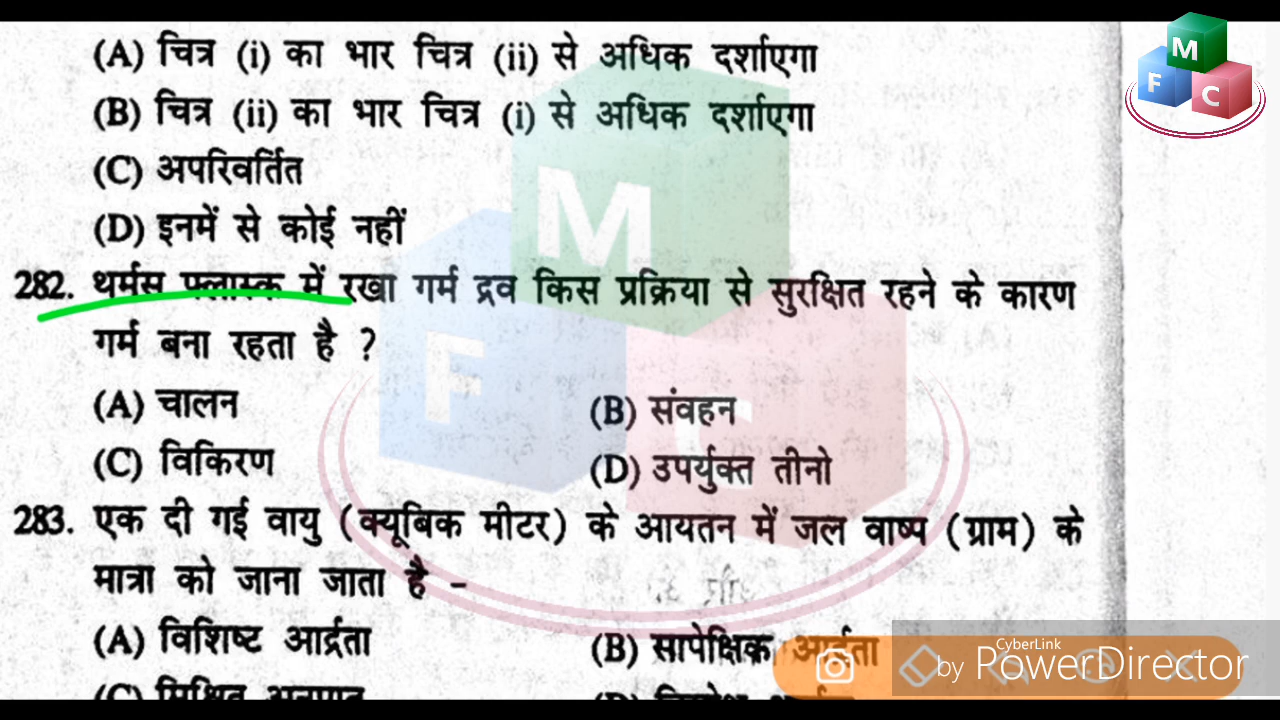 (A) चित्र (i) का भार चित्र (ii) से अधिक दर्शाएगा
(B) चित्र (ii) का भार चित्र (i) से अधिक दर्शाएगा
(C) अपरिवर्तित
(D) इनमें से कोई नहीं
282. थर्मस फ्लास्क में रखा गर्म द्रव किस प्रक्रिया से सुरक्षित रहने के कारण
गर्म बना रहता है ?
(A) चालन (B) संवहन
(C) विकिरण (D) उपर्युक्त तीनो
283. एक दी गई वायु (क्यूबिक मीटर) के आयतन में जल वाष्प (ग्राम) के
मात्रा को जाना जाता है –
(A) विशिष्ट आर्द्रता (B) सापेक्षिक आर्द्रता
M
F
C
M
F
CyberLink
by PowerDirector